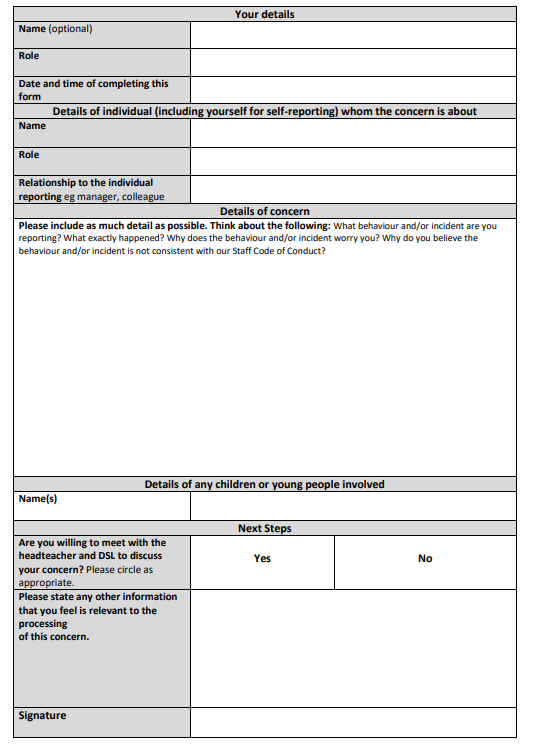 Your details
Name (optional)
Role
Date and time of completing this
form
Details of individual (including yourself for self-reporting) whom the concern is about
Name
Role
Relationship to the individual
reporting eg manager, colleague
Details of concern
Please include as much detail as possible. Think about the following: What behaviour and/or incident are you
reporting? What exactly happened? Why does the behaviour and/or incident worry you? Why do you believe the
behaviour and/or incident is not consistent with our Staff Code of Conduct?
Details of any children or young people involved
Name(s)
Next Steps
Are you willing to meet with the
headteacher and DSL to discuss
your concern? Please circle as
appropriate.
Yes
No
Please state any other information
that you feel is relevant to the
processing
of this concern.
Signature